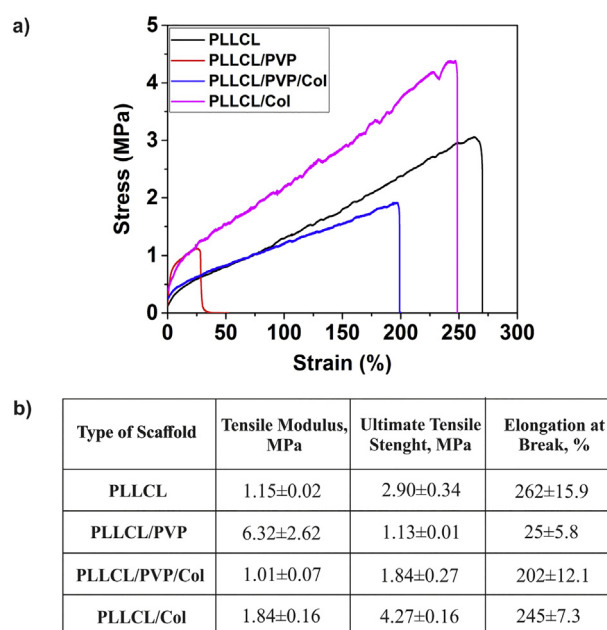 a)
PLLCL
PLLCL/PVP
PLLCL/PVP/Col
PLLCL/Col
5
4
3
2
1
0
Stress (MPa)
0 50 100 150 200 250 300
Strain (%)
b)
Type of Scaffold
Tensile Modulus,
MPa
Ultimate Tensile
Stenght, MPa
Elongation at
Break, %
PLLCL 1.15±0.02 2.90±0.34 262±15.9
PLLCL/PVP 6.32±2.62 1.13±0.01 25±5.8
PLLCL/PVP/Col 1.01±0.07 1.84±0.27 202±12.1
PLLCL/Col 1.84±0.16 4.27±0.16 245±7.3